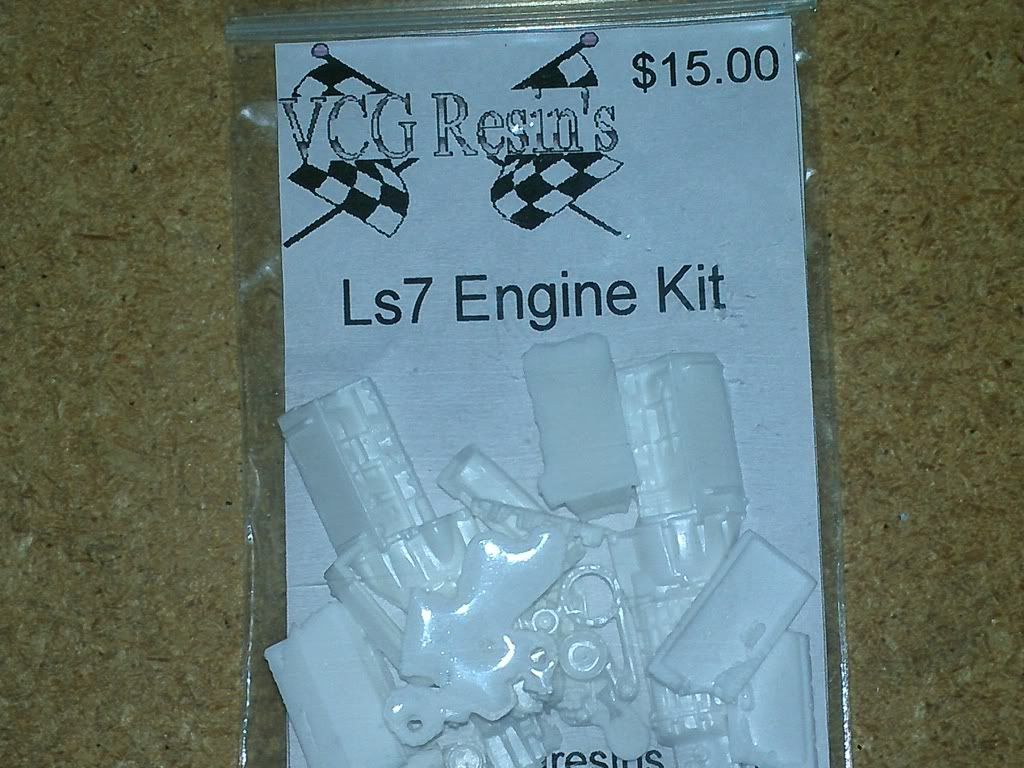 $15.00
VCG Resin's
Ls7 Engine Kit